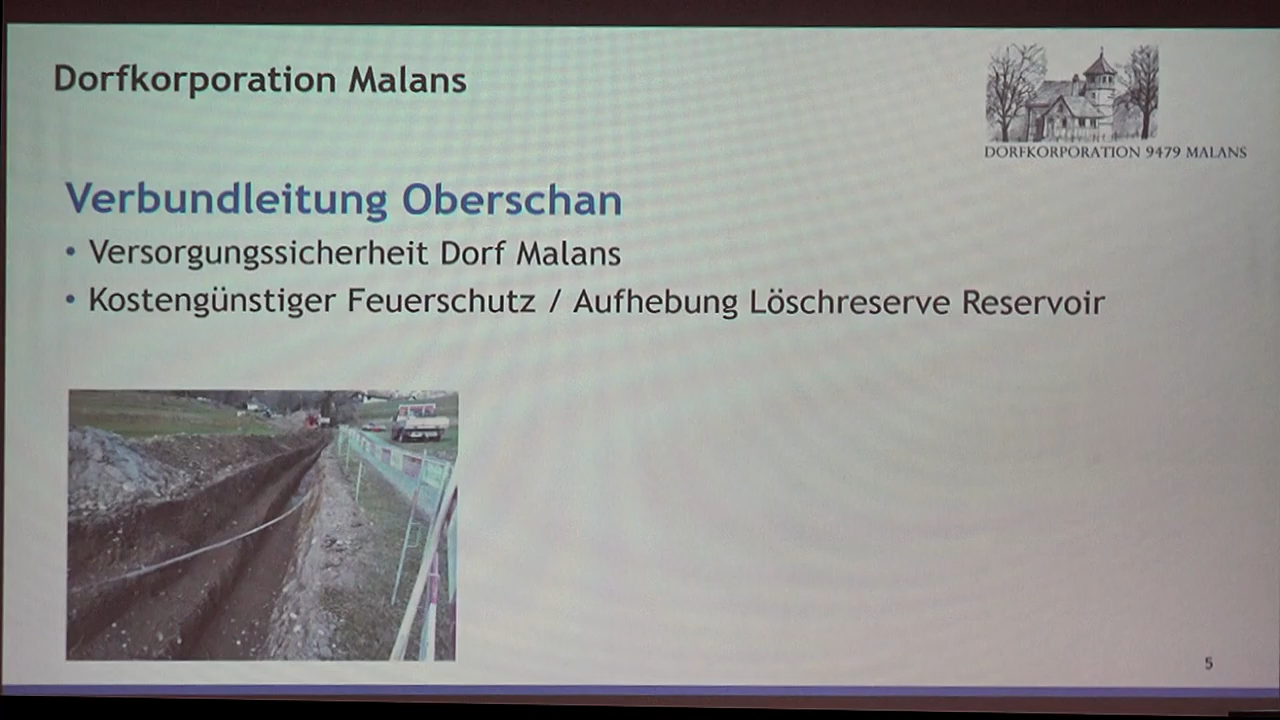 Dorfkorporation Malans
DORFKORPORATION 9479 MALANS
Verbundleitung Oberschan
• Versorgungssicherheit Dorf Malans
• Kostengünstiger Feuerschutz / Aufhebung Löschreserve Reservoir
5